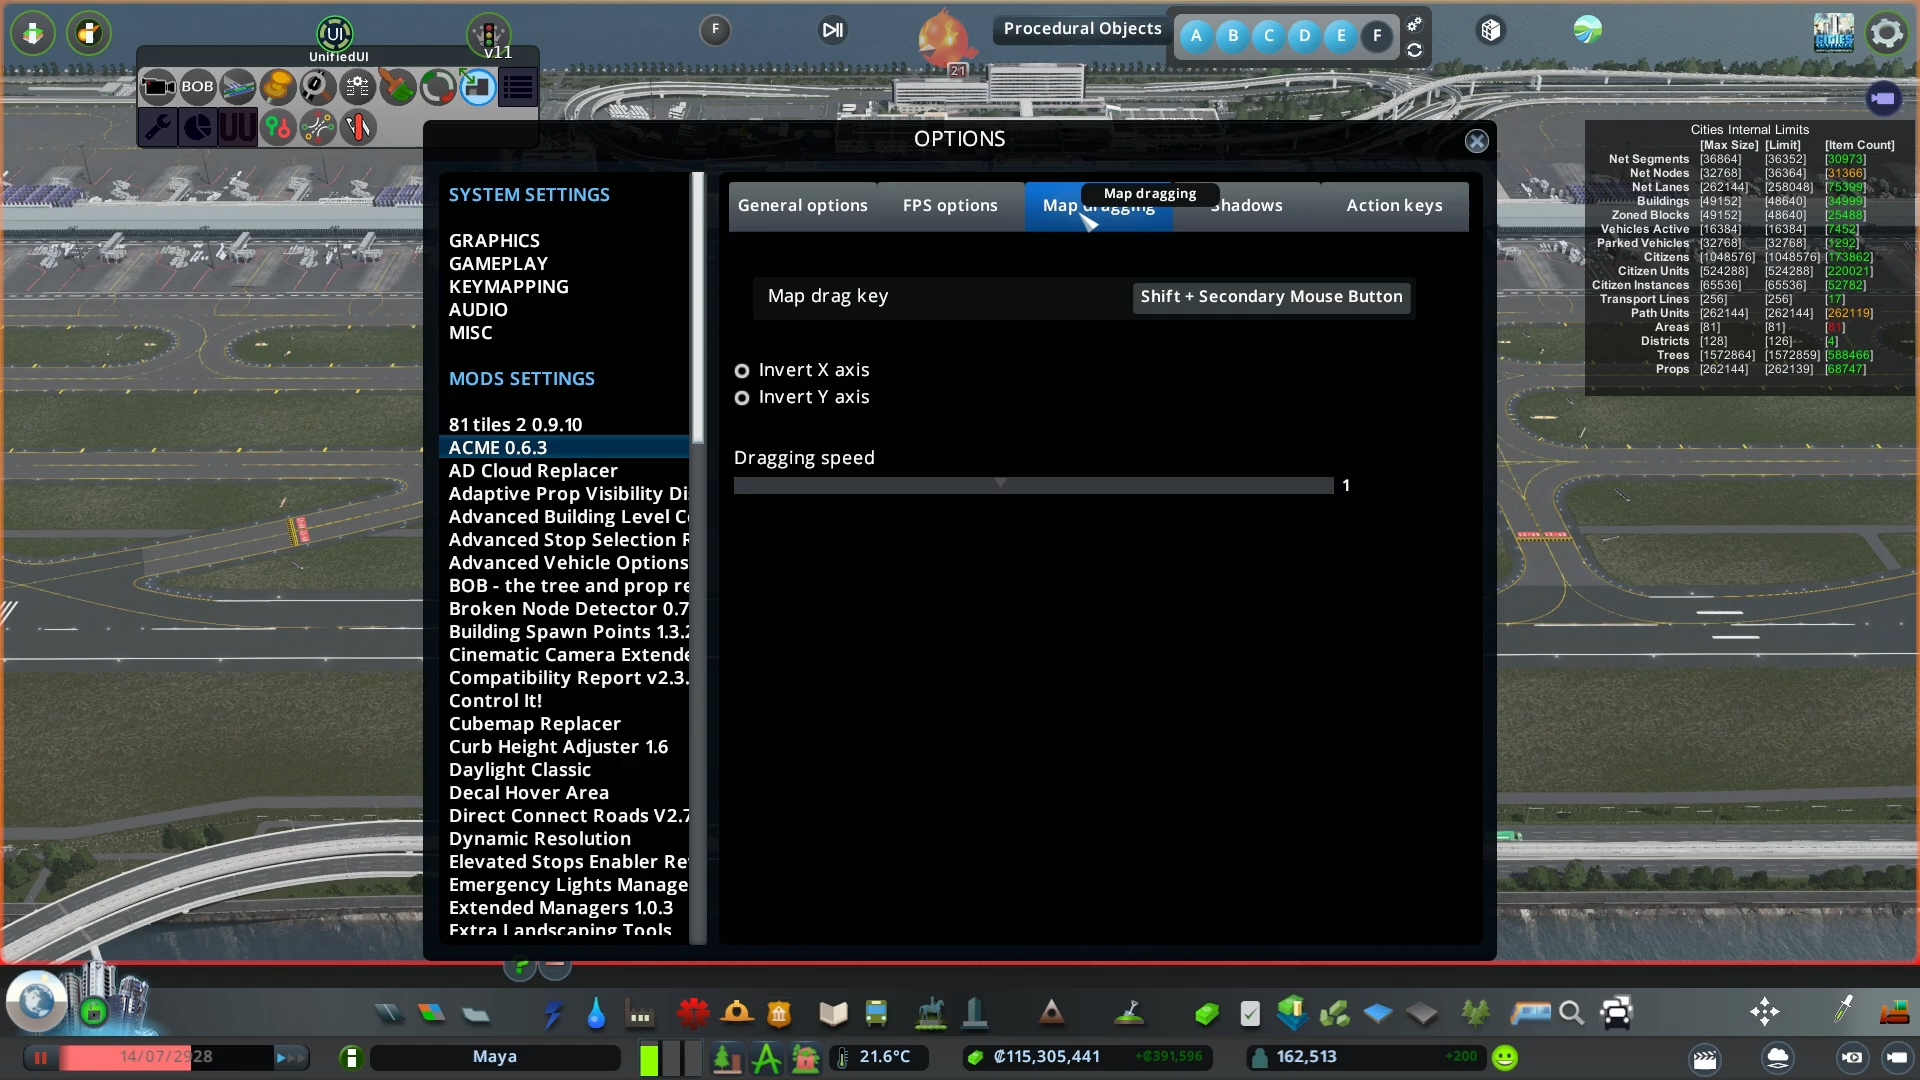 UI
UnifiedUI
v11
F
Procedural Objects
A B C D E F
21
BOB
OPTIONS
SYSTEM SETTINGS
GRAPHICS
GAMEPLAY
KEYMAPPING
AUDIO
MISC
MODS SETTINGS
81 tiles 2 0.9.10
ACME 0.6.3
AD Cloud Replacer
Adaptive Prop Visibility Di
Advanced Building Level C
Advanced Stop Selection R
Advanced Vehicle Options
BOB - the tree and prop re
Broken Node Detector 0.7
Building Spawn Points 1.3.2
Cinematic Camera Extende
Compatibility Report v2.3.
Control It!
Cubemap Replacer
Curb Height Adjuster 1.6
Daylight Classic
Decal Hover Area
Direct Connect Roads V2.7
Dynamic Resolution
Elevated Stops Enabler Re
Emergency Lights Manage
Extended Managers 1.0.3
Extra Landscaping Tools
General options
FPS options
Map dragging
Map dragging
Shadows
Action keys
Map drag key
Shift + Secondary Mouse Button
Invert X axis
Invert Y axis
Dragging speed
1
Cities Internal Limits
[Max Size] [Limit] [Item Count]
Net Segments [36864] [36352] [30973]
Net Nodes [32768] [36364] [31366]
Net Lanes [262144] [258048] [75399]
Buildings [49152] [48640] [34999]
Zoned Blocks [49152] [48640] [25488]
Vehicles Active [16384] [16384] [7452]
Parked Vehicles [32768] [32768] [1292]
Citizens [1048576] [1048576] [173862]
Citizen Units [524288] [524288] [220021]
Citizen Instances [65536] [65536] [52782]
Transport Lines [256] [256] [17]
Path Units [262144] [262144] [262119]
Areas [81] [81] [81]
Districts [128] [126] [4]
Trees [1572864] [1572859] [588466]
Props [262144] [262139] [68747]
14/07/2928
Maya
21.6°C
₡115,305,441
+₡391,596
162,513
+200